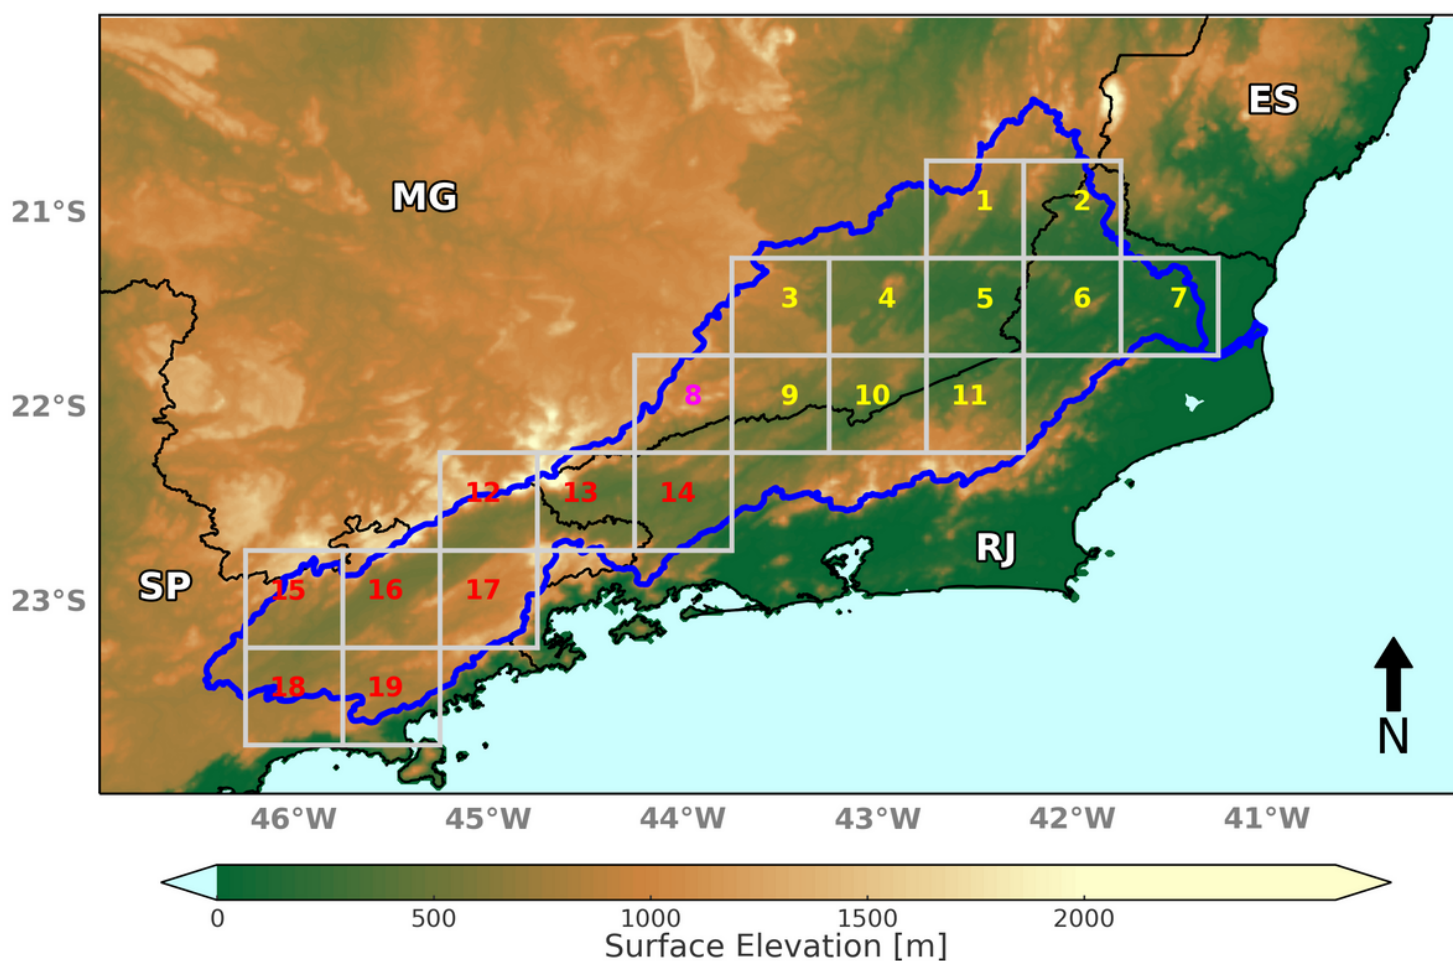 ES
MG
21°S
1 2
3 4 5 6 7
22°S
8 9 10 11
12 13 14
RJ
SP
23°S
15 16 17
18 19
N
46°W 45°W 44°W 43°W 42°W 41°W
0 500 1000 1500 2000
Surface Elevation [m]